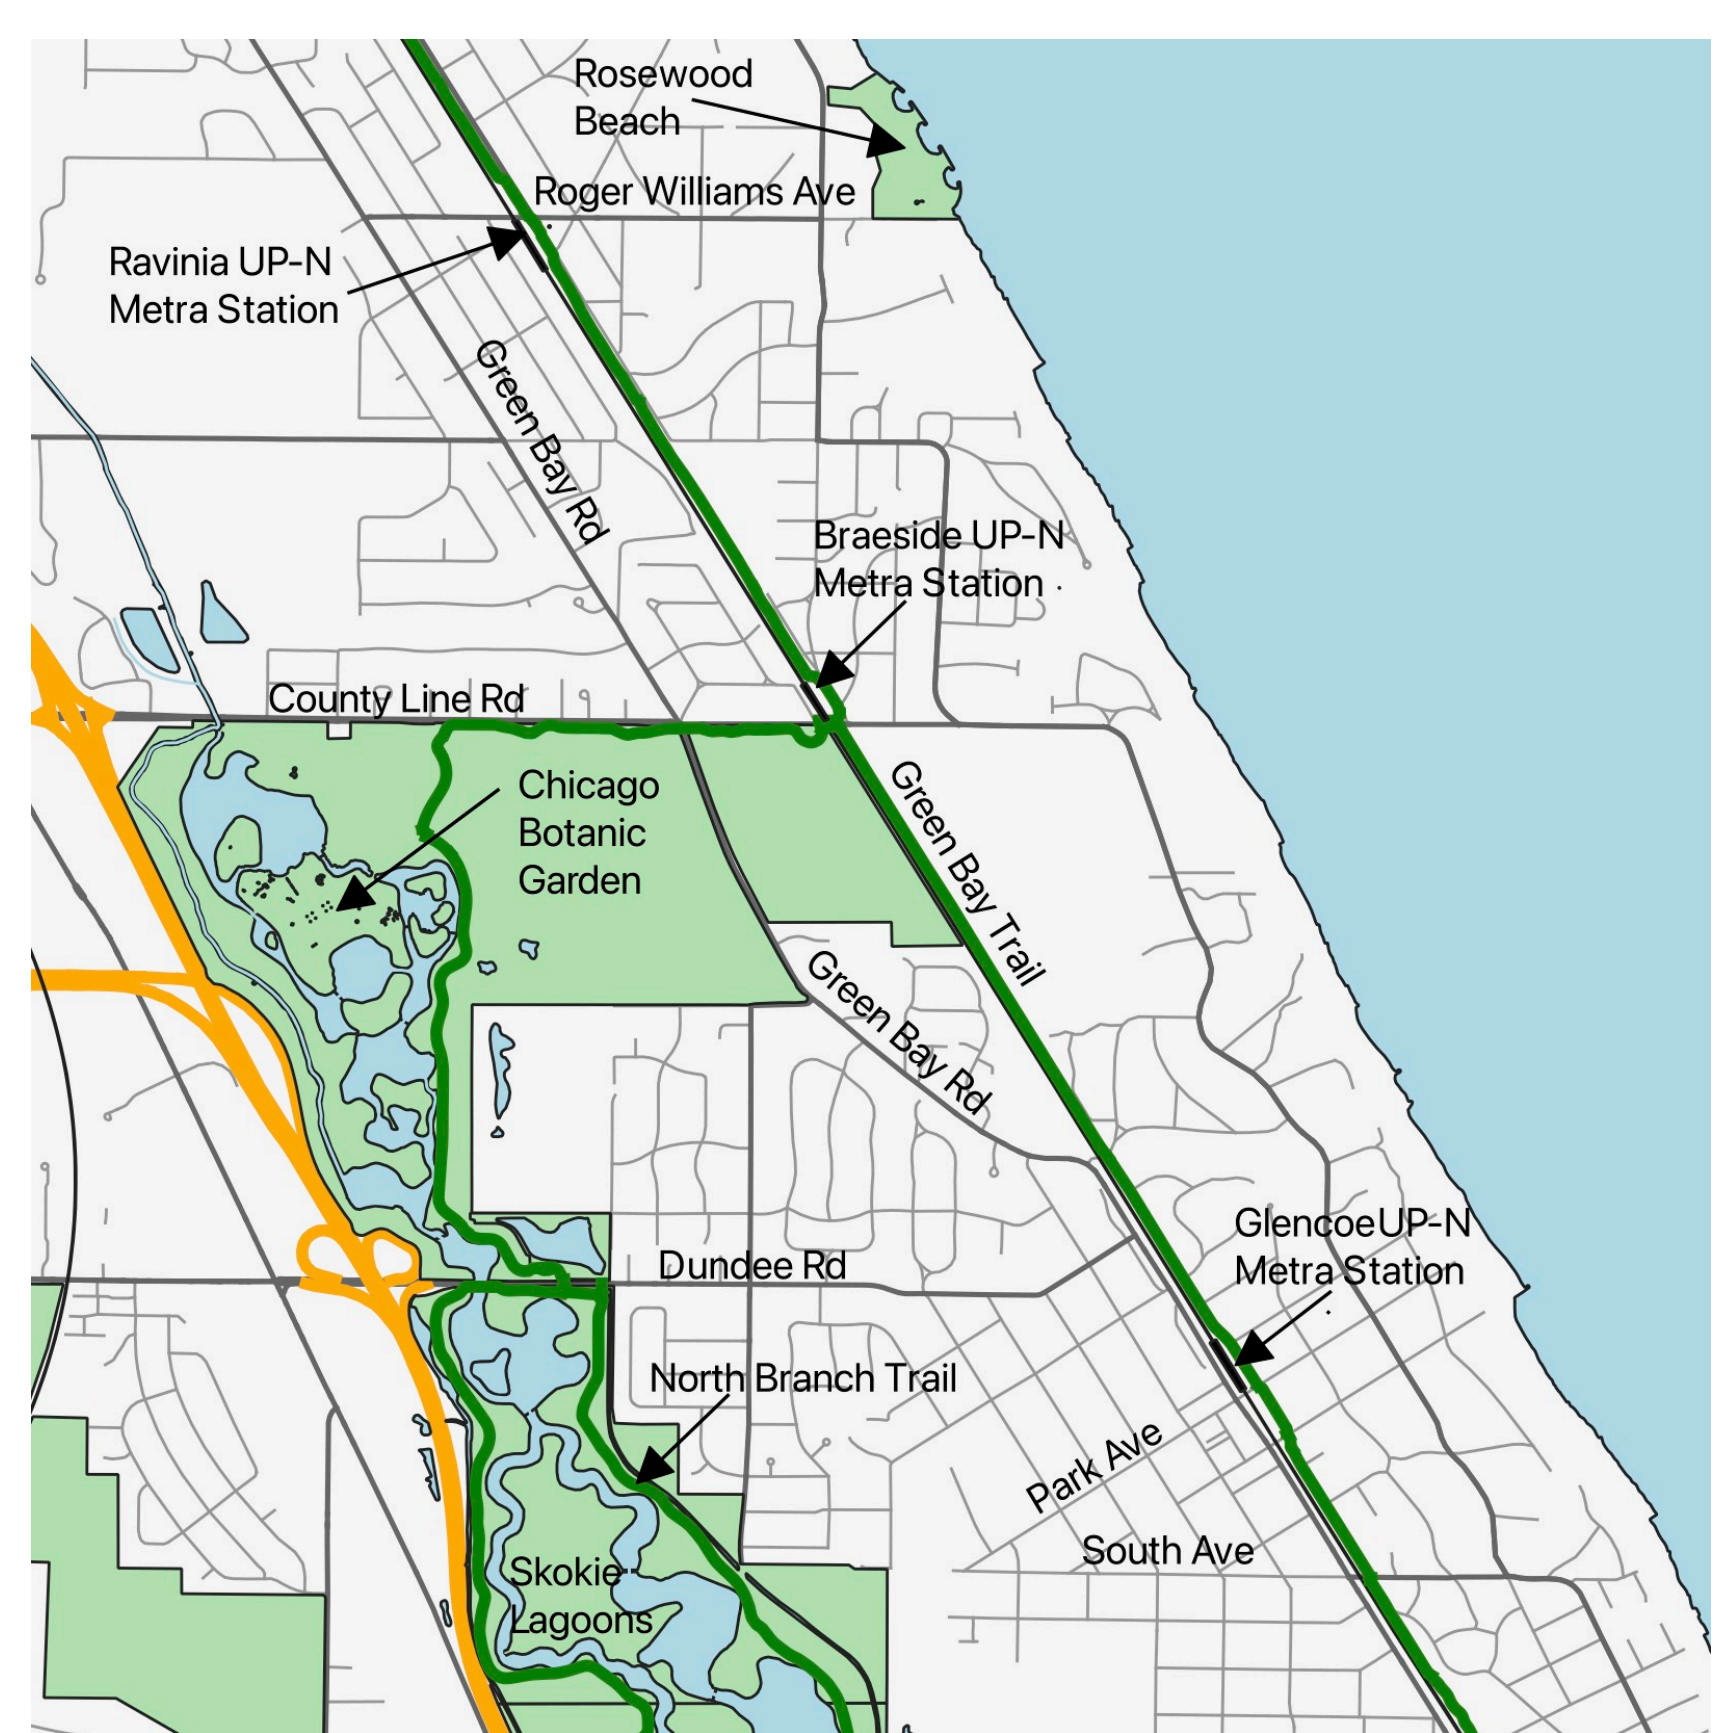 Rosewood
Beach
Roger Williams Ave
Ravinia UP-N
Metra Station
Green Bay Rd
Braeside UP-N
Metra Station
County Line Rd
Chicago
Botanic
Garden
Green Bay Trail
Green Bay Rd
Glencoe UP-N
Metra Station
Dundee Rd
North Branch Trail
Park Ave
South Ave
Skokie
Lagoons